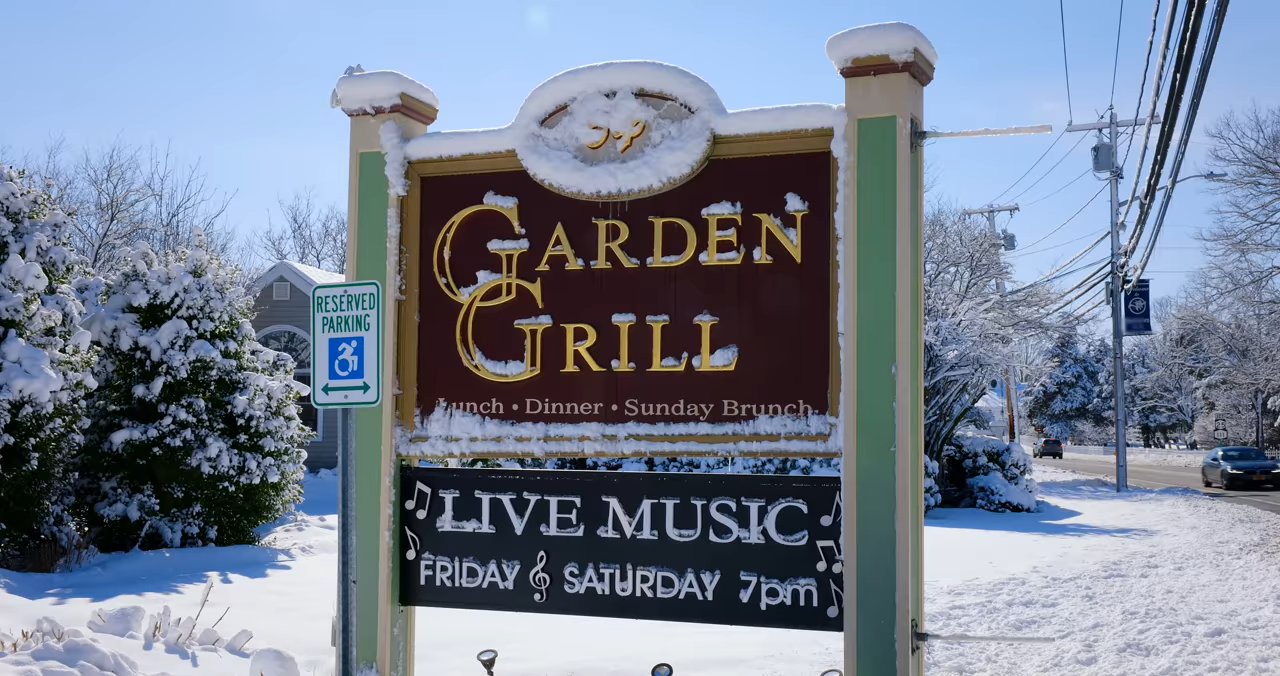 GARDEN
GRILL
Lunch • Dinner • Sunday Brunch
LIVE MUSIC
FRIDAY SATURDAY 7pm
RESERVED
PARKING